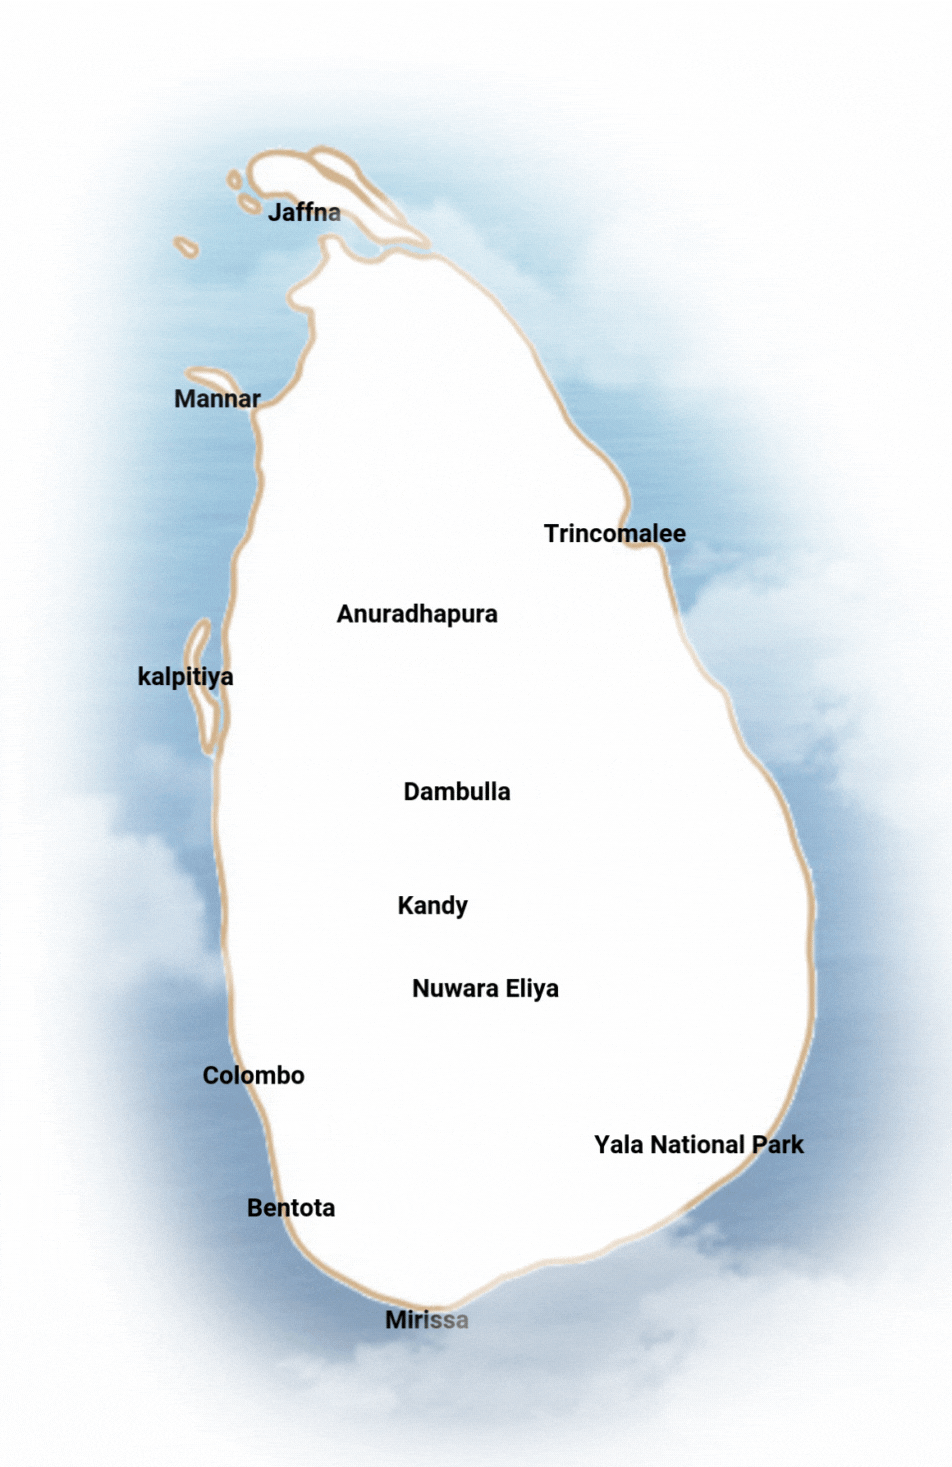 Jaffna
Mannar
Trincomalee
Anuradhapura
kalpitiya
Dambulla
Kandy
Nuwara Eliya
Colombo
Yala National Park
Bentota
Mirissa